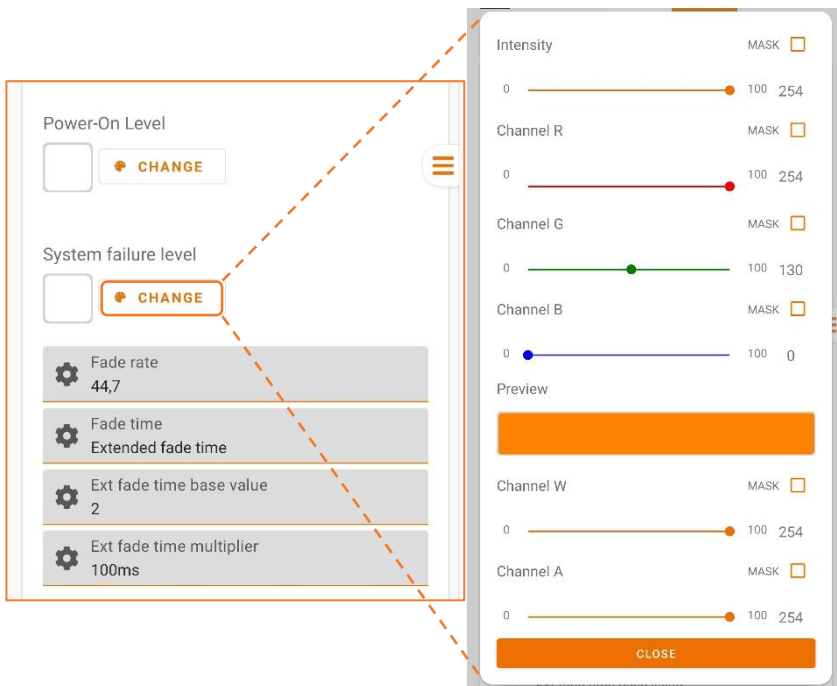 Power-On Level
CHANGE
System failure level
CHANGE
Fade rate
44,7
Fade time
Extended fade time
Ext fade time base value
2
Ext fade time multiplier
100ms
Intensity MASK
0 100 254
Channel R MASK
0 100 254
Channel G MASK
0 100 130
Channel B MASK
0 100 0
Preview
Channel W MASK
0 100 254
Channel A MASK
0 100 254
CLOSE